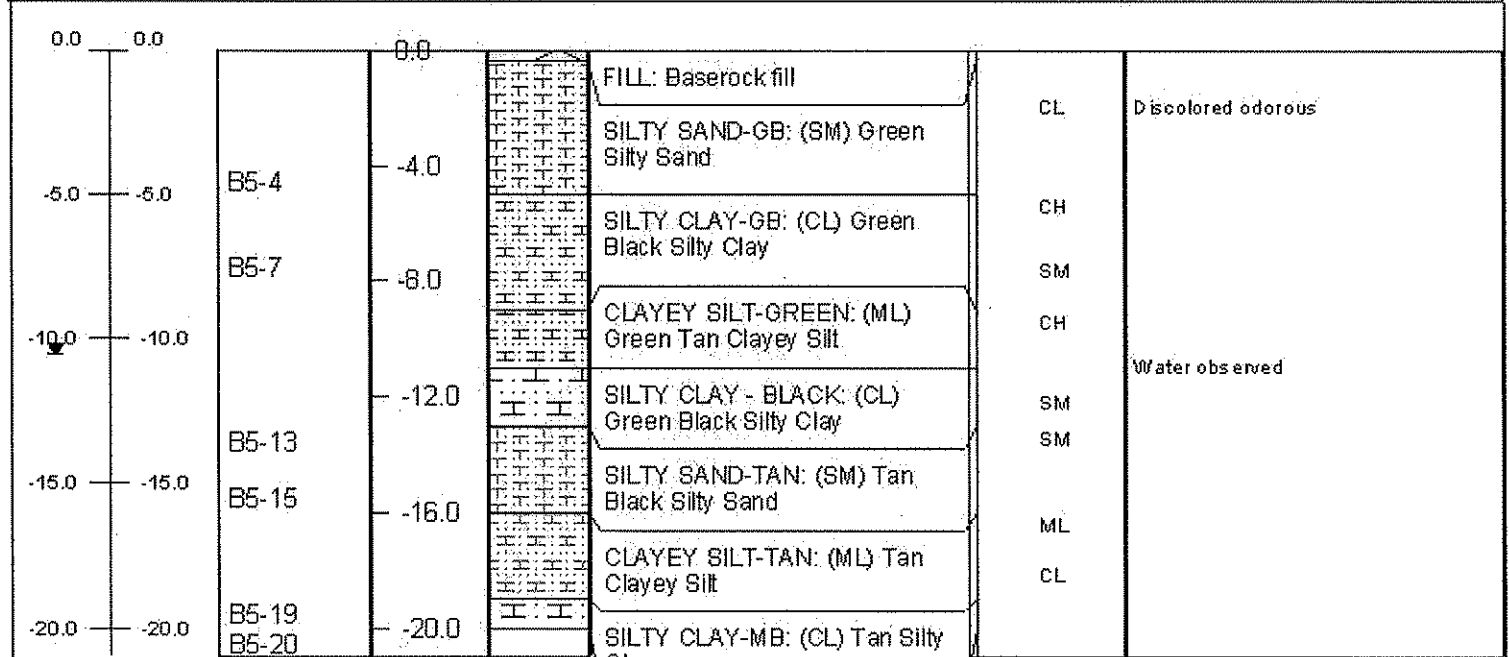 0.0 0.0 0.0
FILL: Baserock fill
CL Discolored odorous
SILTY SAND-GB: (SM) Green
Silty Sand
-4.0
B5-4
-5.0 -5.0
CH
SILTY CLAY-GB: (CL) Green
Black Silty Clay
B5-7
-8.0
SM
CLAYEY SILT-GREEN: (ML)
Green Tan Clayey Silt
CH
-10.0 -10.0
Water observed
SILTY CLAY - BLACK: (CL)
Green Black Silty Clay
-12.0
SM
B5-13
SM
SILTY SAND-TAN: (SM) Tan
Black Silty Sand
-15.0 -15.0
B5-15
-16.0
ML
CLAYEY SILT-TAN: (ML) Tan
Clayey Silt
CL
B5-19
-20.0 -20.0 -20.0
B5-20
SILTY CLAY-MB: (CL) Tan Silty